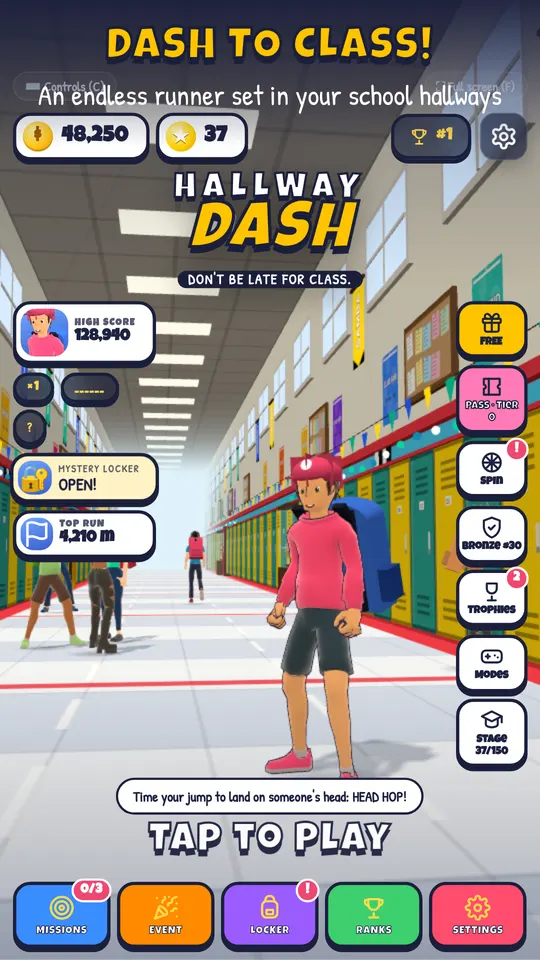 DASH TO CLASS!
Controls (C)
Full screen (F)
An endless runner set in your school hallways
48,250
37
#1
HALLWAY
DASH
DON'T BE LATE FOR CLASS.
HIGH SCORE
128,940
×1
------
?
MYSTERY LOCKER
OPEN!
TOP RUN
4,210 m
FREE
PASS · TIER
0
!
SPIN
BRONZE #30
2
TROPHIES
MODES
STAGE
37/150
Time your jump to land on someone's head: HEAD HOP!
TAP TO PLAY
0/3
MISSIONS
EVENT
!
LOCKER
RANKS
SETTINGS